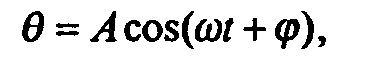 θ = A cos(ωt + φ),